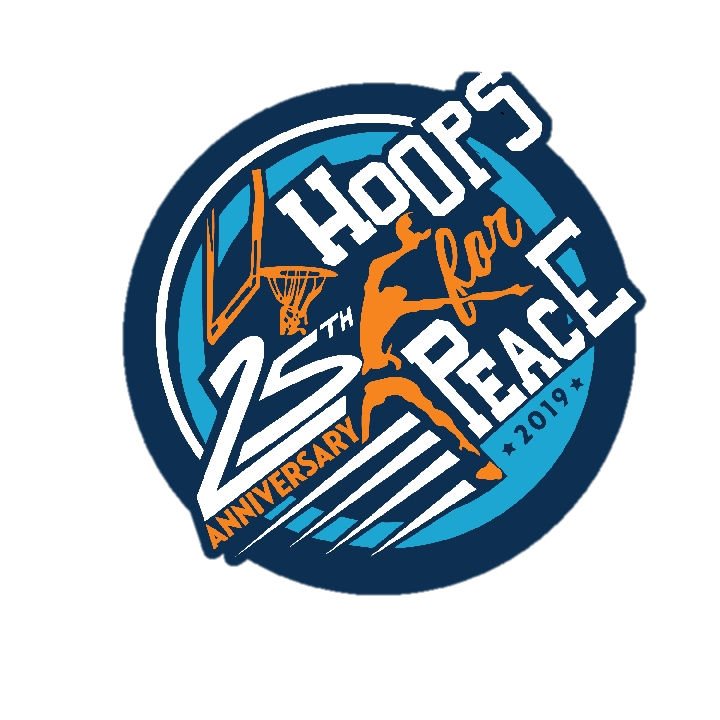 HOOPS
for
PEACE
25TH
ANNIVERSARY
★ 2019 ★